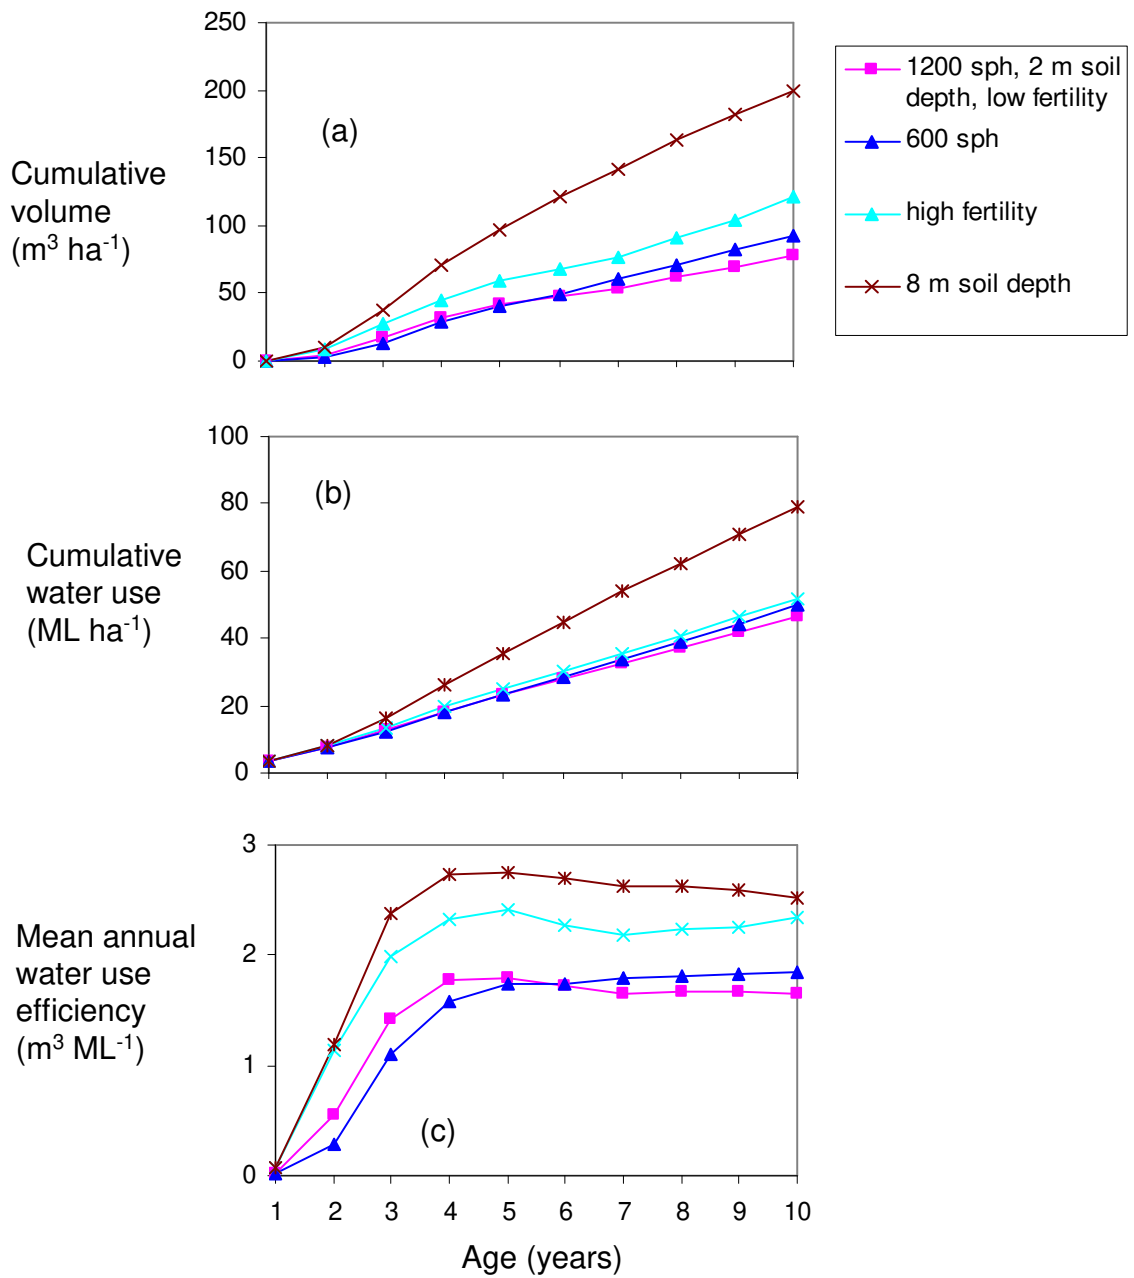 250
200
150
100
50
0
(a)
Cumulative
volume
(m³ ha⁻¹)
1200 sph, 2 m soil
depth, low fertility
600 sph
high fertility
8 m soil depth
100
80
60
40
20
0
(b)
Cumulative
water use
(ML ha⁻¹)
3
2
1
0
(c)
Mean annual
water use
efficiency
(m³ ML⁻¹)
1 2 3 4 5 6 7 8 9 10
Age (years)